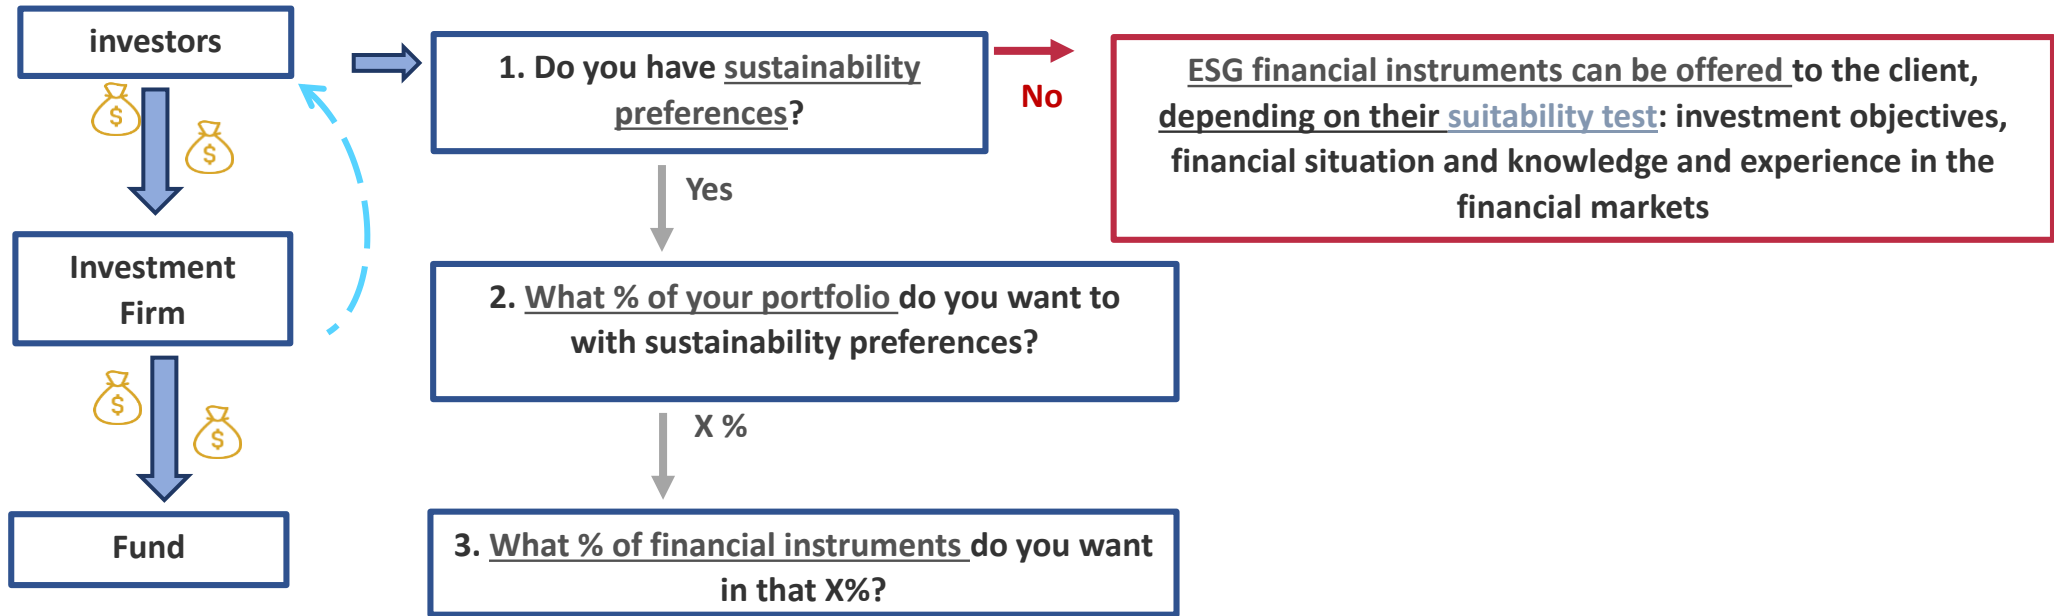 investors
Investment
Firm
Fund
1. Do you have sustainability
preferences?
No
ESG financial instruments can be offered to the client,
depending on their suitability test: investment objectives,
financial situation and knowledge and experience in the
financial markets
Yes
2. What % of your portfolio do you want to
with sustainability preferences?
X %
3. What % of financial instruments do you want
in that X%?
$
$
$
$